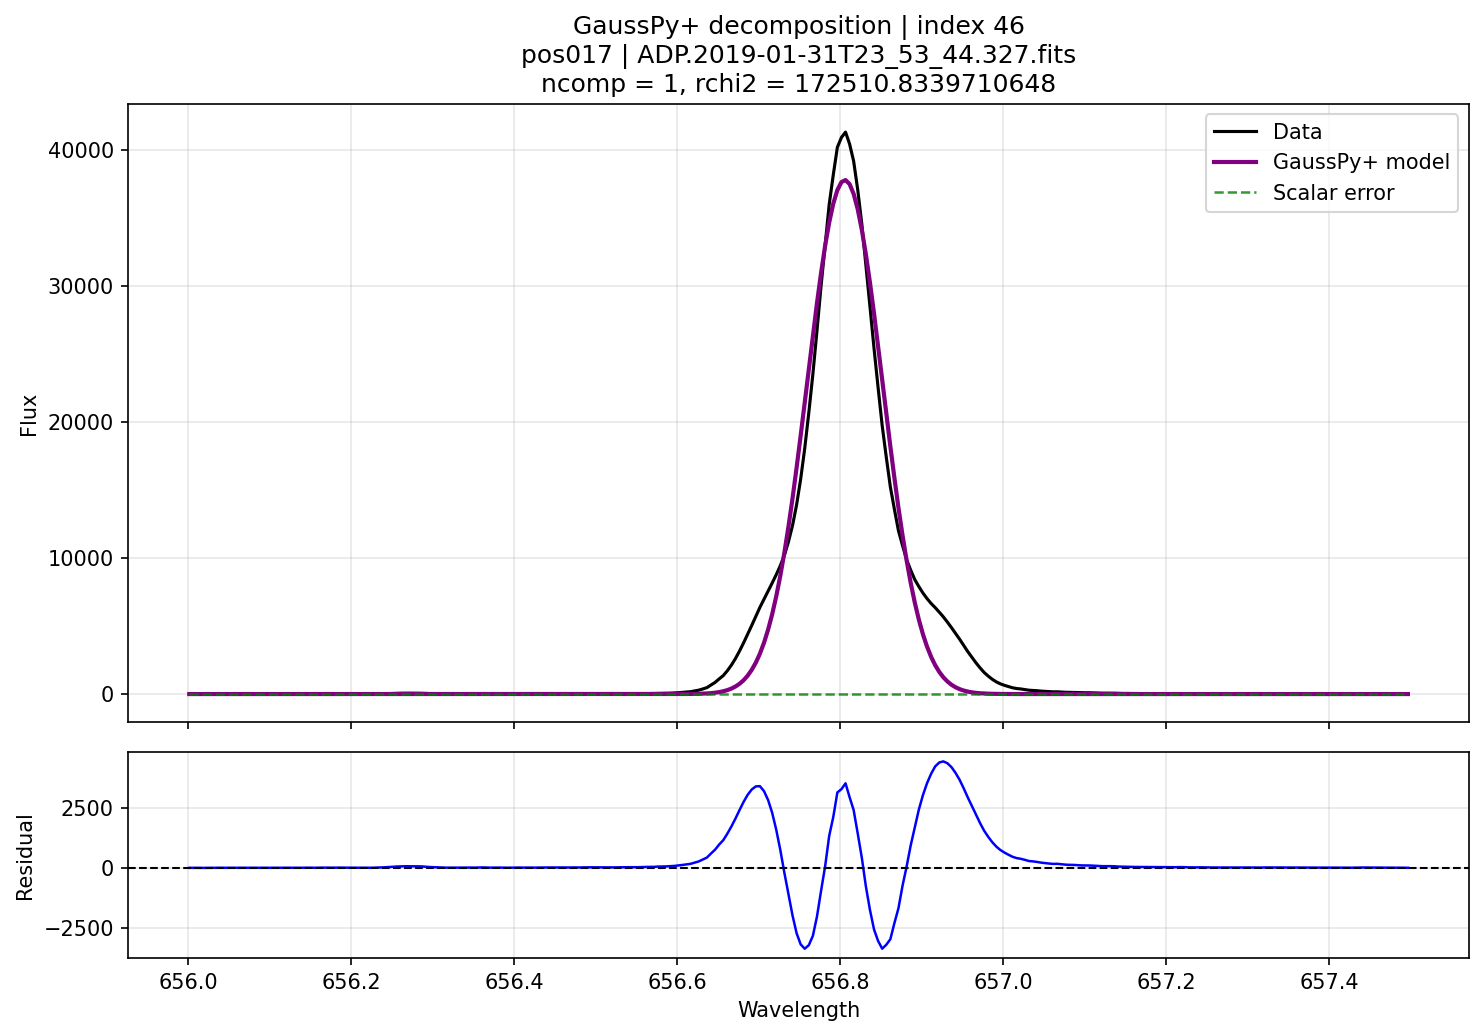 GaussPy+ decomposition | index 46
pos017 | ADP.2019-01-31T23_53_44.327.fits
ncomp = 1, rchi2 = 172510.8339710648
Data
GaussPy+ model
Scalar error
Flux
40000
30000
20000
10000
0
Residual
2500
0
−2500
656.0 656.2 656.4 656.6 656.8 657.0 657.2 657.4
Wavelength